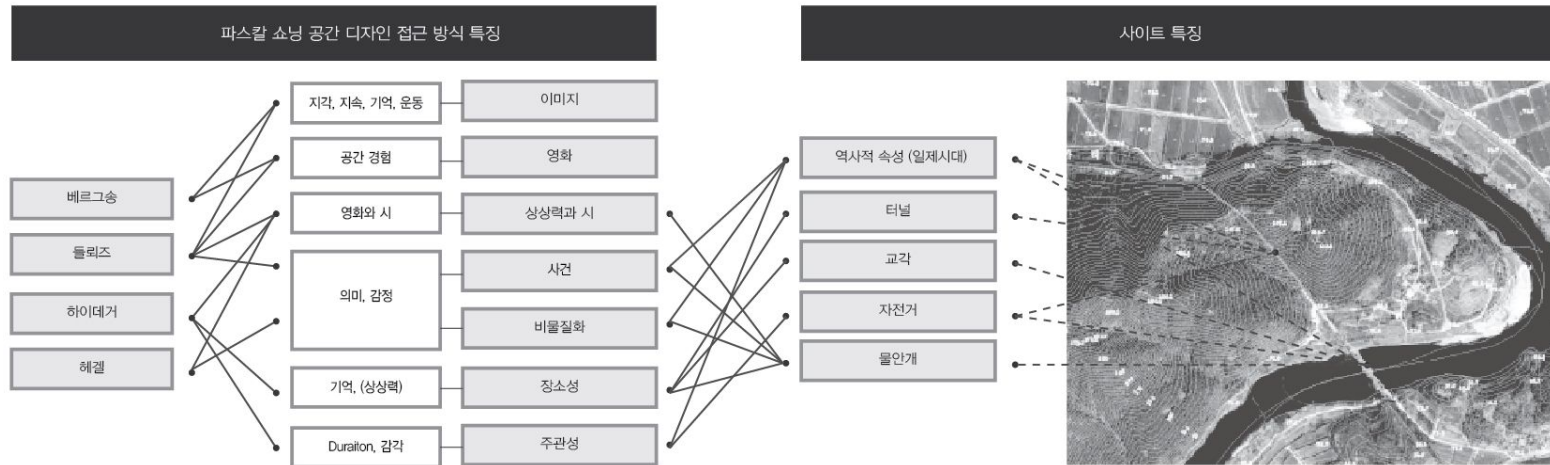 파스칼 쇼닝 공간 디자인 접근 방식 특징
사이트 특징
베르그송
들뢰즈
하이데거
헤겔
지각, 지속, 기억, 운동
이미지
공간 경험
영화
영화와 시
상상력과 시
의미, 감정
사건
비물질화
기억, (상상력)
장소성
Duraiton, 감각
주관성
역사적 속성 (일제시대)
터널
교각
자전거
물안개